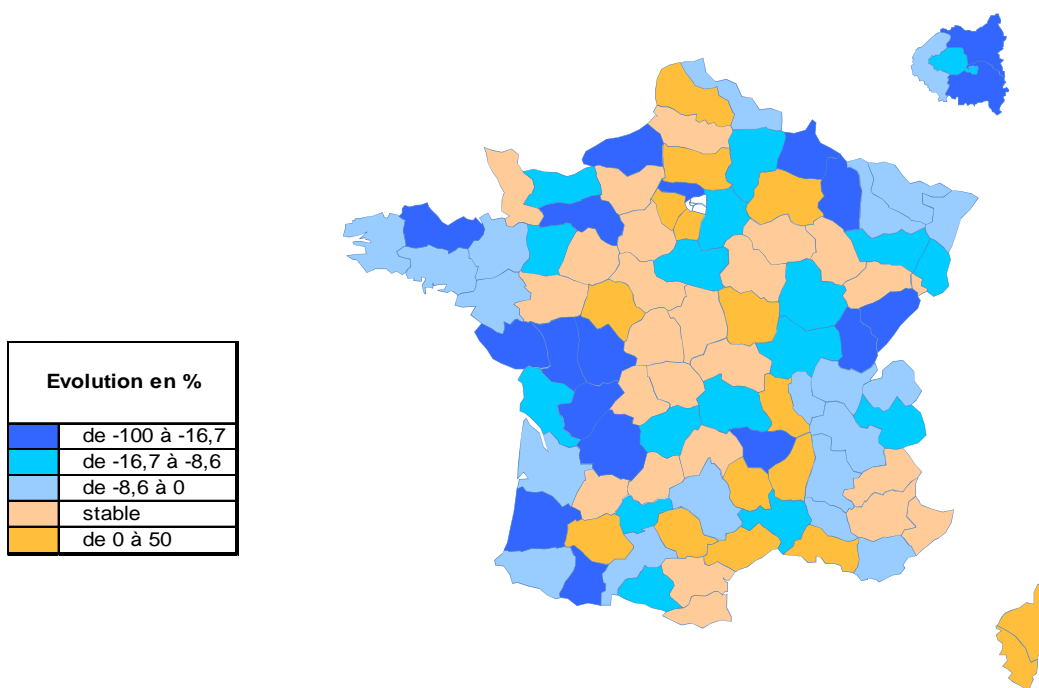 Evolution en %
de -100 à -16,7
de -16,7 à -8,6
de -8,6 à 0
stable
de 0 à 50